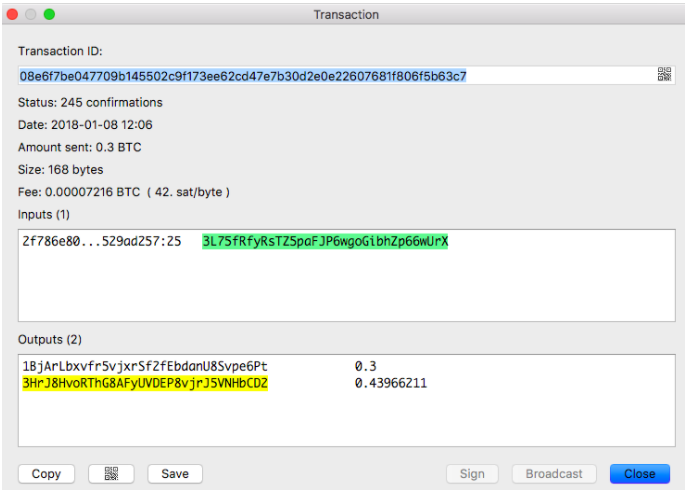 Transaction
Transaction ID:
08e6f7be047709b145502c9f173ee62cd47e7b30d2e0e22607681f806f5b63c7
Status: 245 confirmations
Date: 2018-01-08 12:06
Amount sent: 0.3 BTC
Size: 168 bytes
Fee: 0.00007216 BTC ( 42. sat/byte )
Inputs (1)
2f786e80...529ad257:25 3L75fRfyRsTZ5paFJP6wgoGibhZp66wUrX
Outputs (2)
1BjArLbxvfr5vjxrSfZfEbdanU8Svpe6Pt 0.3
3HrJ8HvoRThG8AFyUVDEP8vjrJ5VNHbCDZ 0.43966211
Copy Save Sign Broadcast Close